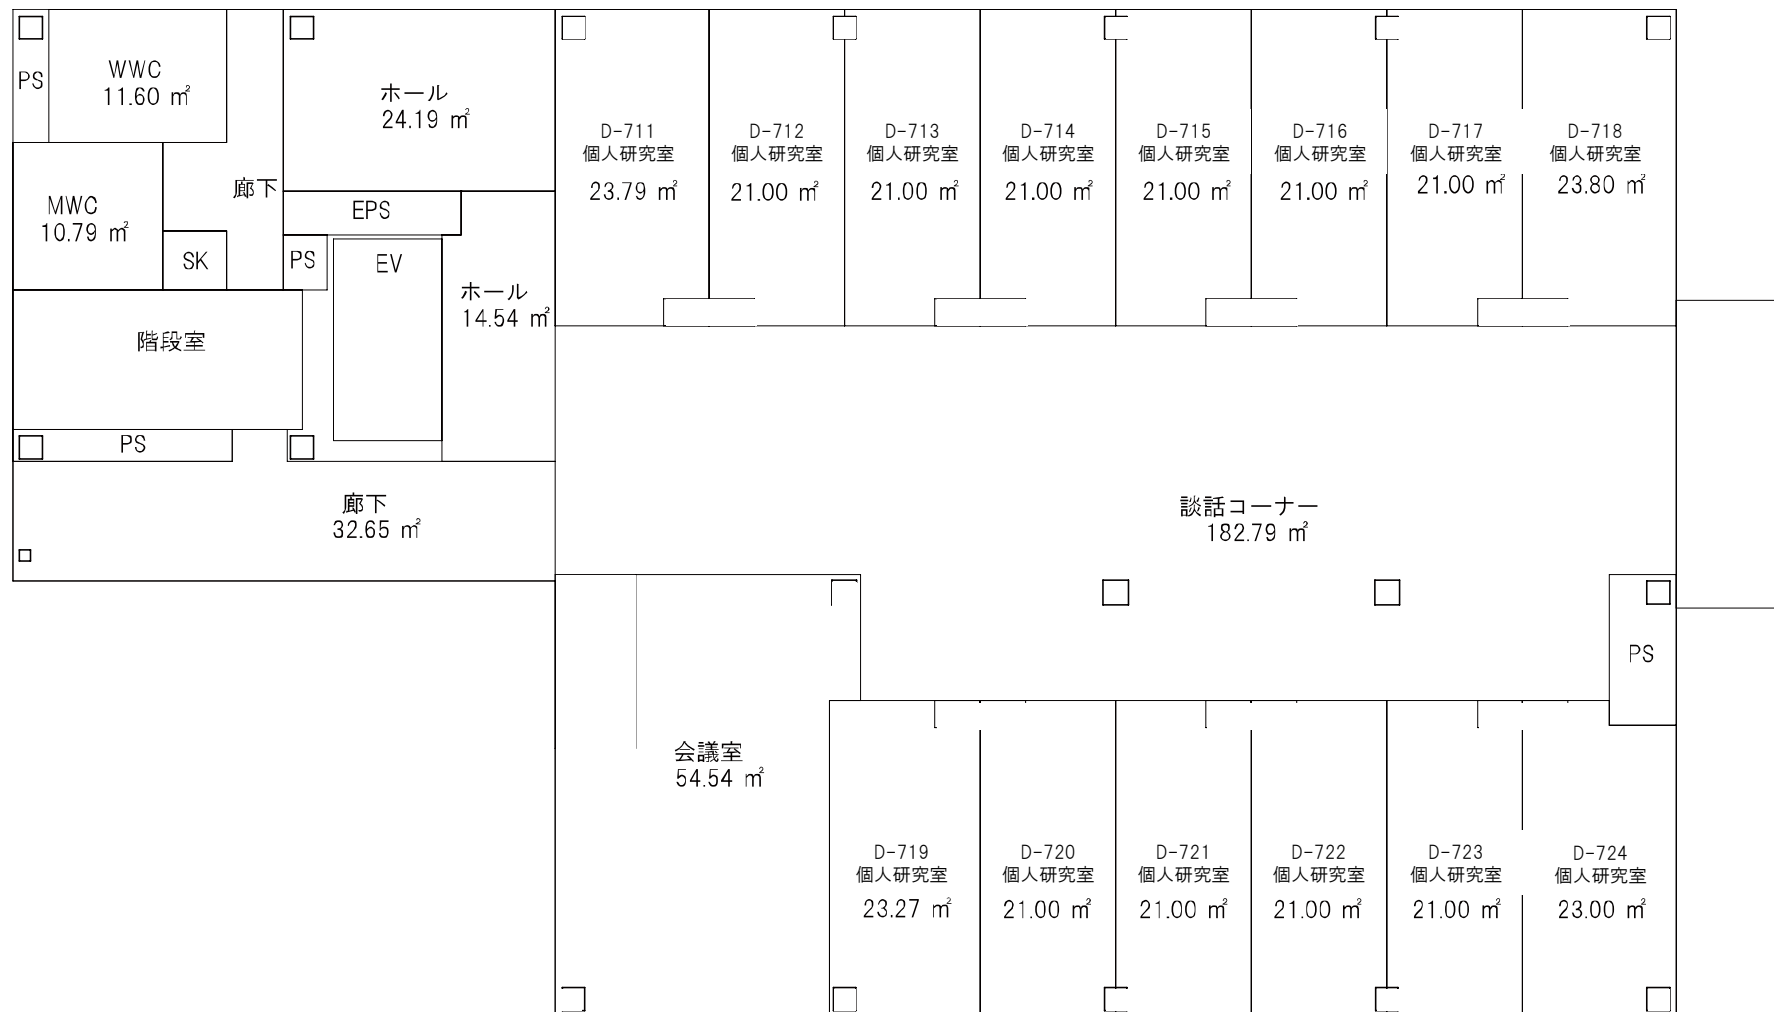 PS
WWC
11.60 ㎡
ホール
24.19 ㎡
廊下
MWC
10.79 ㎡
SK
EPS
PS
EV
ホール
14.54 ㎡
階段室
PS
廊下
32.65 ㎡
D-711
個人研究室
23.79 ㎡
D-712
個人研究室
21.00 ㎡
D-713
個人研究室
21.00 ㎡
D-714
個人研究室
21.00 ㎡
D-715
個人研究室
21.00 ㎡
D-716
個人研究室
21.00 ㎡
D-717
個人研究室
21.00 ㎡
D-718
個人研究室
23.80 ㎡
談話コーナー
182.79 ㎡
PS
会議室
54.54 ㎡
D-719
個人研究室
23.27 ㎡
D-720
個人研究室
21.00 ㎡
D-721
個人研究室
21.00 ㎡
D-722
個人研究室
21.00 ㎡
D-723
個人研究室
21.00 ㎡
D-724
個人研究室
23.00 ㎡